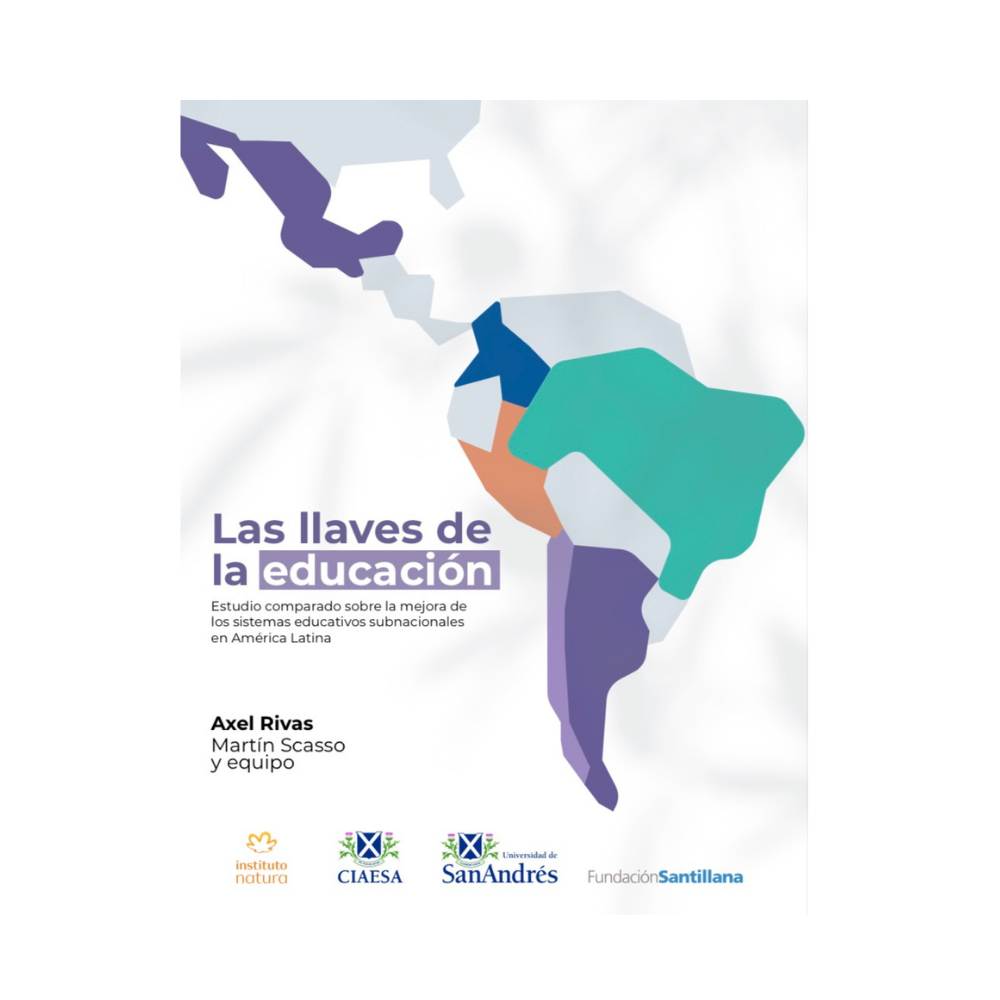 Las llaves de
la educación
Estudio comparado sobre la mejora de
los sistemas educativos subnacionales
en América Latina
Axel Rivas
Martín Scasso
y equipo
instituto
natura
CIAESA
Universidad de
SanAndrés
FundaciónSantillana